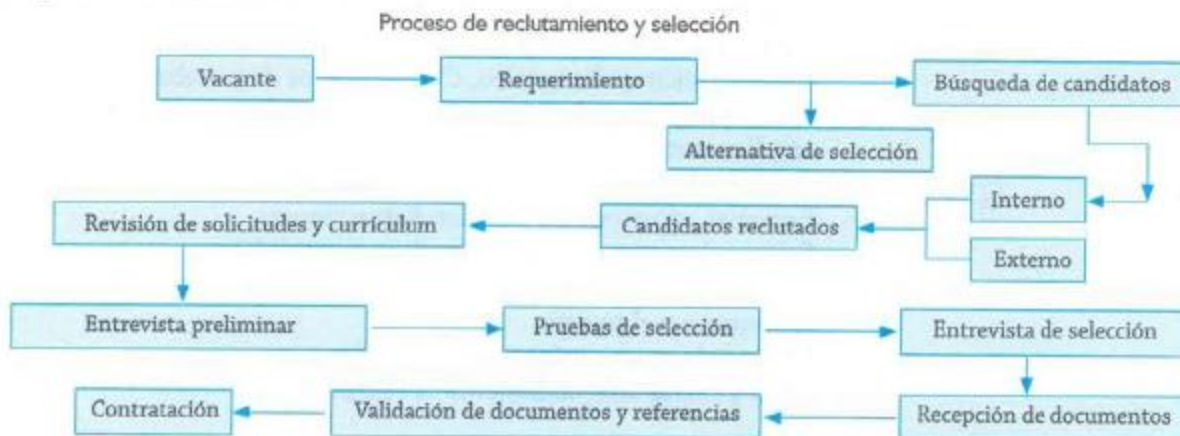 Proceso de reclutamiento y selección
Vacante
Requerimiento
Búsqueda de candidatos
Alternativa de selección
Interno
Externo
Candidatos reclutados
Revisión de solicitudes y currículum
Entrevista preliminar
Pruebas de selección
Entrevista de selección
Recepción de documentos
Validación de documentos y referencias
Contratación